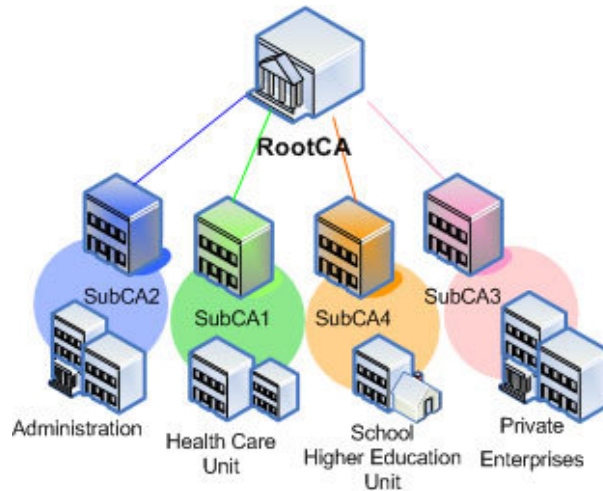 RootCA
SubCA2
SubCA1
SubCA4
SubCA3
Administration
Health Care
Unit
School
Higher Education
Unit
Private
Enterprises